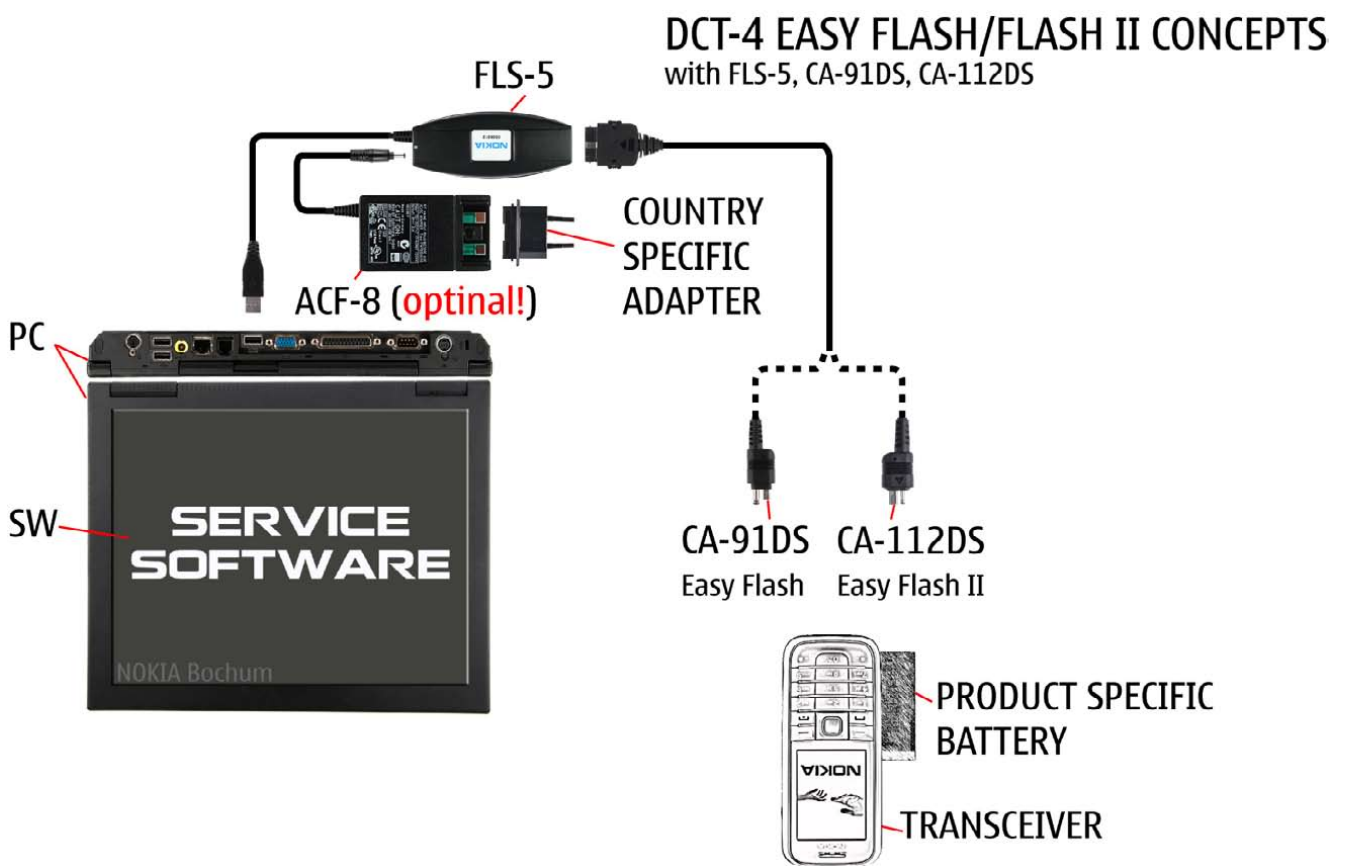 DCT-4 EASY FLASH/FLASH II CONCEPTS
with FLS-5, CA-91DS, CA-112DS
FLS-5
NOKIA
COUNTRY
SPECIFIC
ADAPTER
ACF-8 (optinal!)
PC
SW
SERVICE
SOFTWARE
NOKIA Bochum
CA-91DS
Easy Flash
CA-112DS
Easy Flash II
PRODUCT SPECIFIC
BATTERY
NOKIA
TRANSCEIVER